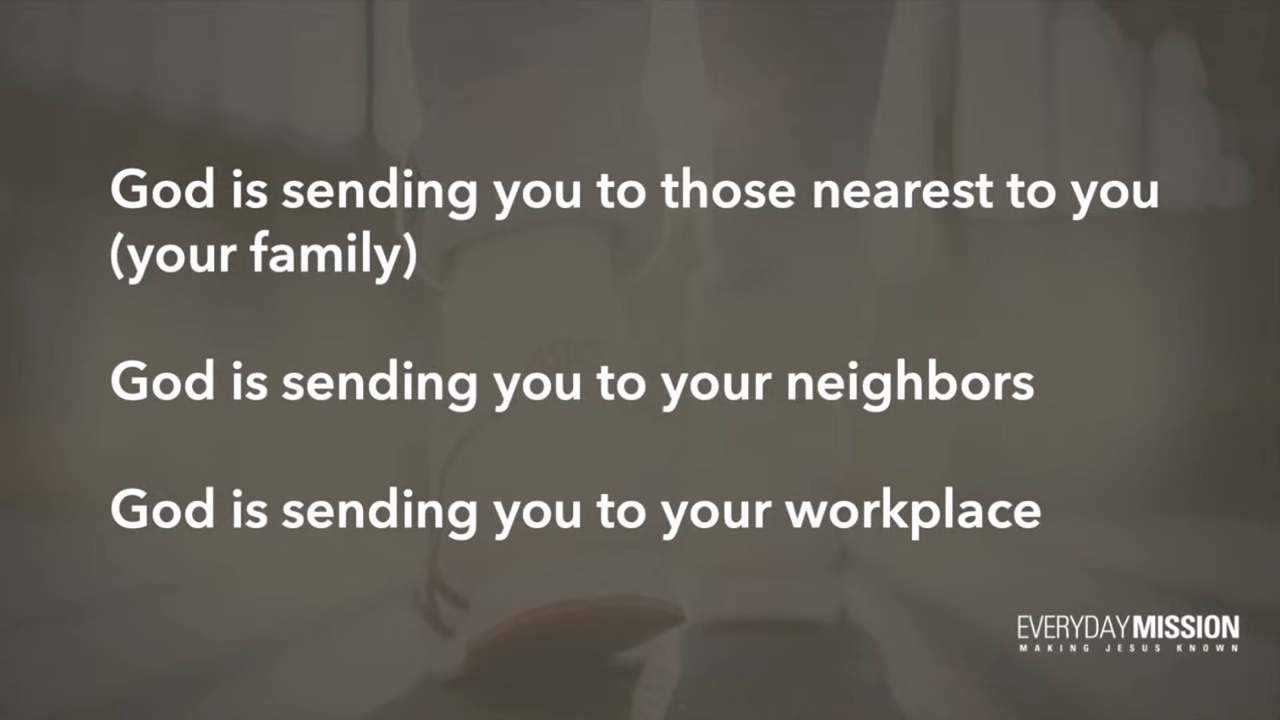 God is sending you to those nearest to you
(your family)
God is sending you to your neighbors
God is sending you to your workplace
EVERYDAYMISSION
MAKING JESUS KNOWN